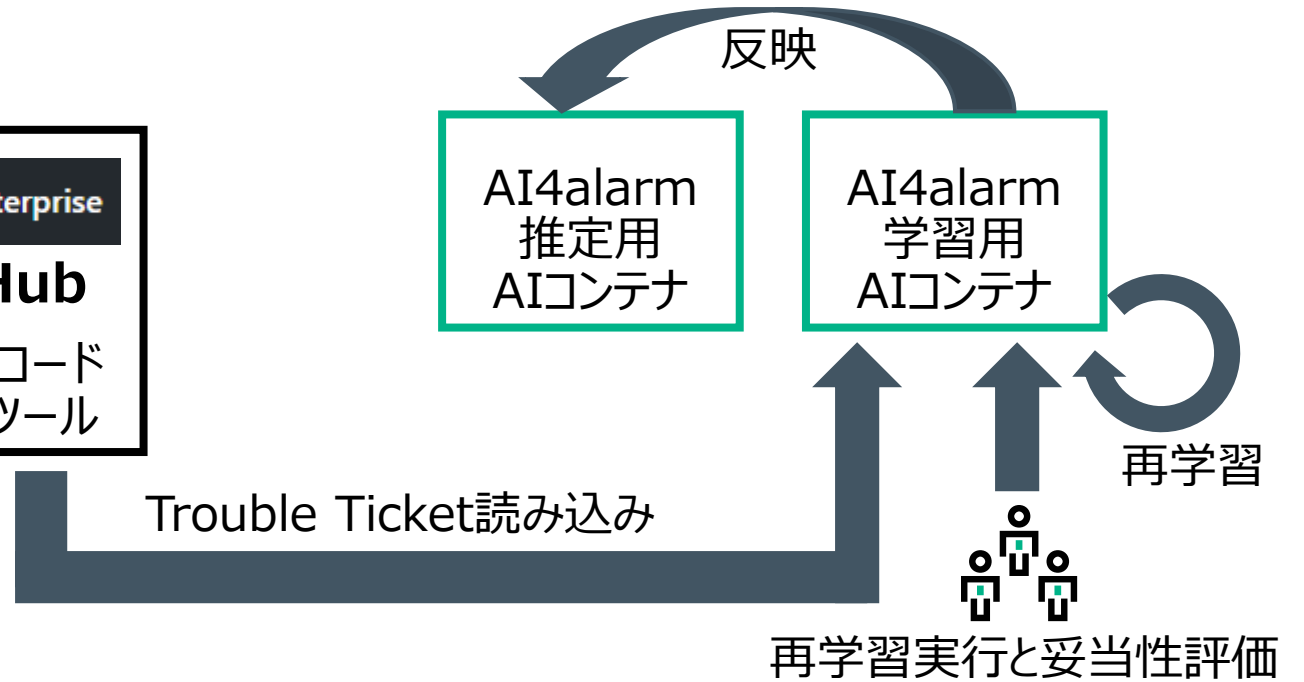 反映
terprise
Hub
コード
ツール
AI4alarm
推定用
AIコンテナ
AI4alarm
学習用
AIコンテナ
再学習
Trouble Ticket読み込み
再学習実行と妥当性評価